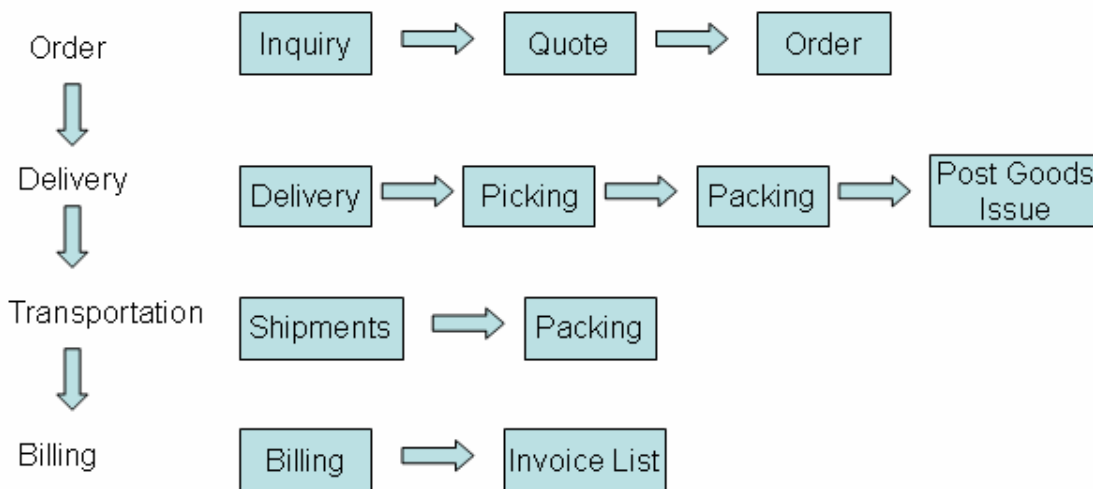 Order
Inquiry
Quote
Order
Delivery
Delivery
Picking
Packing
Post Goods
Issue
Transportation
Shipments
Packing
Billing
Billing
Invoice List